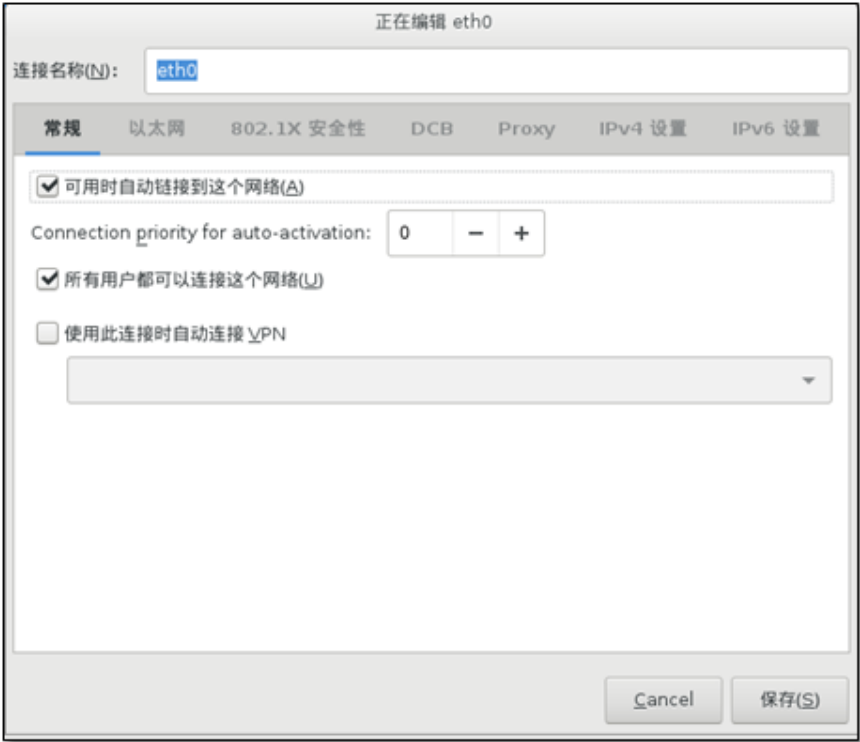 正在编辑 eth0
连接名称(N): eth0
常规 以太网 802.1X 安全性 DCB Proxy IPv4 设置 IPv6 设置
可用时自动链接到这个网络(A)
Connection priority for auto-activation: 0 − +
所有用户都可以连接这个网络(U)
使用此连接时自动连接 VPN
Cancel 保存(S)